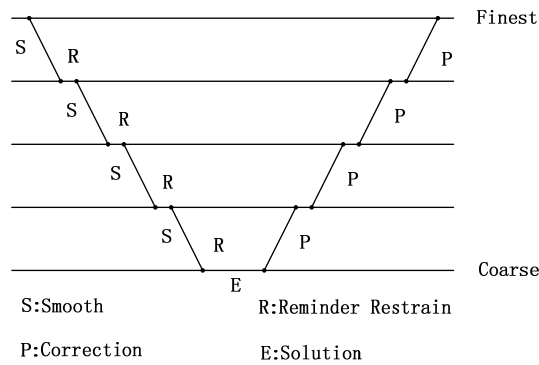 Finest
S R P
S R P
S R P
S R P
E
Coarse
S:Smooth R:Reminder Restrain
P:Correction E:Solution